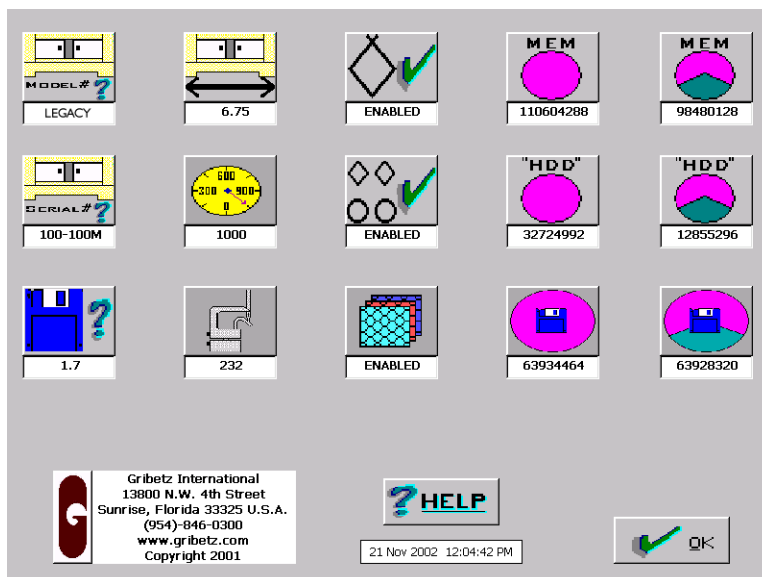 MODEL#?
LEGACY
6.75
ENABLED
MEM
110604288
MEM
98480128
SERIAL#?
100-100M
600
300 900
0
1000
ENABLED
"HDD"
32724992
"HDD"
12855296
?
1.7
232
ENABLED
63934464
63928320
G
Gribetz International
13800 N.W. 4th Street
Sunrise, Florida 33325 U.S.A.
(954)-846-0300
www.gribetz.com
Copyright 2001
? HELP
21 Nov 2002 12:04:42 PM
OK